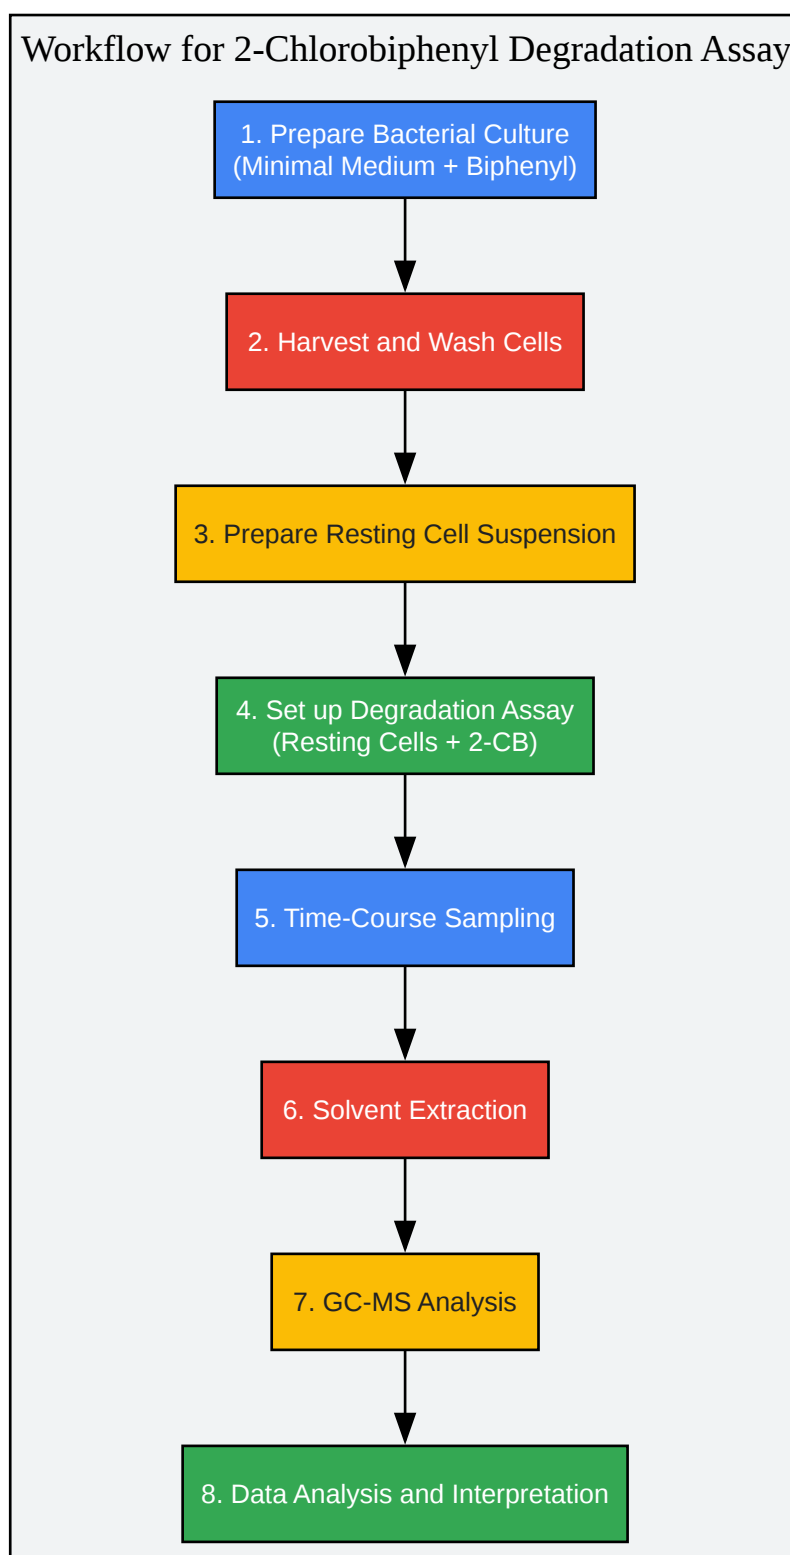 Workflow for 2-Chlorobiphenyl Degradation Assay
1. Prepare Bacterial Culture
(Minimal Medium + Biphenyl)
2. Harvest and Wash Cells
3. Prepare Resting Cell Suspension
4. Set up Degradation Assay
(Resting Cells + 2-CB)
5. Time-Course Sampling
6. Solvent Extraction
7. GC-MS Analysis
8. Data Analysis and Interpretation